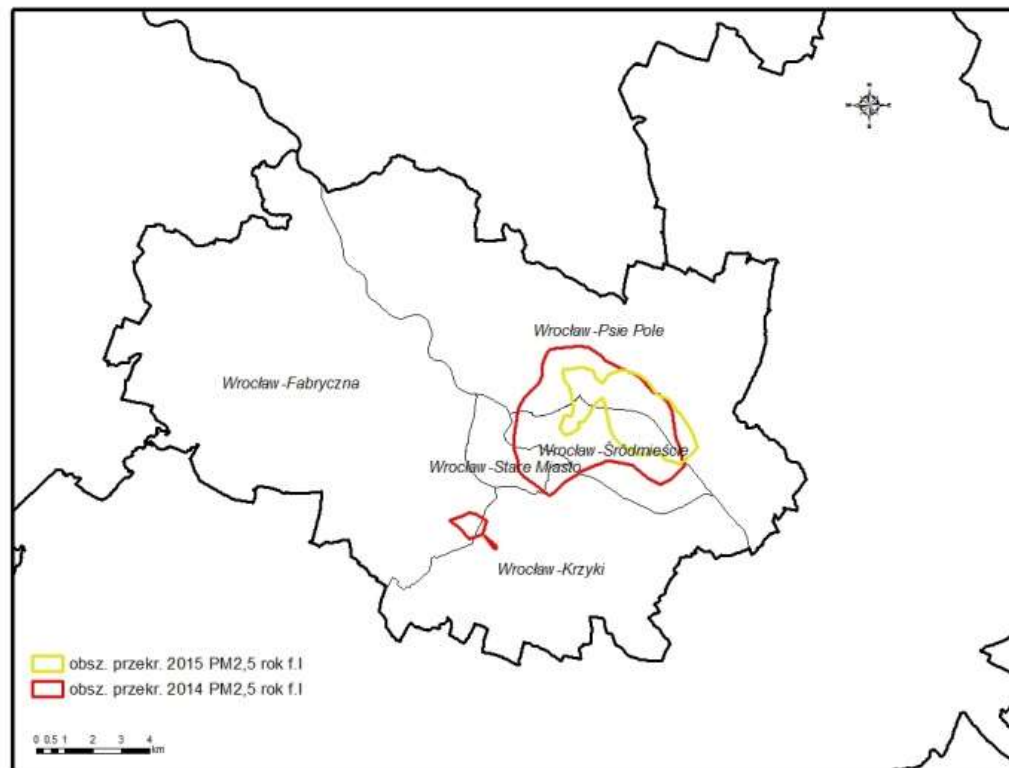 Wrocław-Psie Pole
Wrocław-Fabryczna
Wrocław-Śródmieście
Wrocław-Stare Miasto
Wrocław-Krzyki
obsz. przekr. 2015 PM2,5 rok f.I
obsz. przekr. 2014 PM2,5 rok f.I
0 0.5 1 2 3 4
km